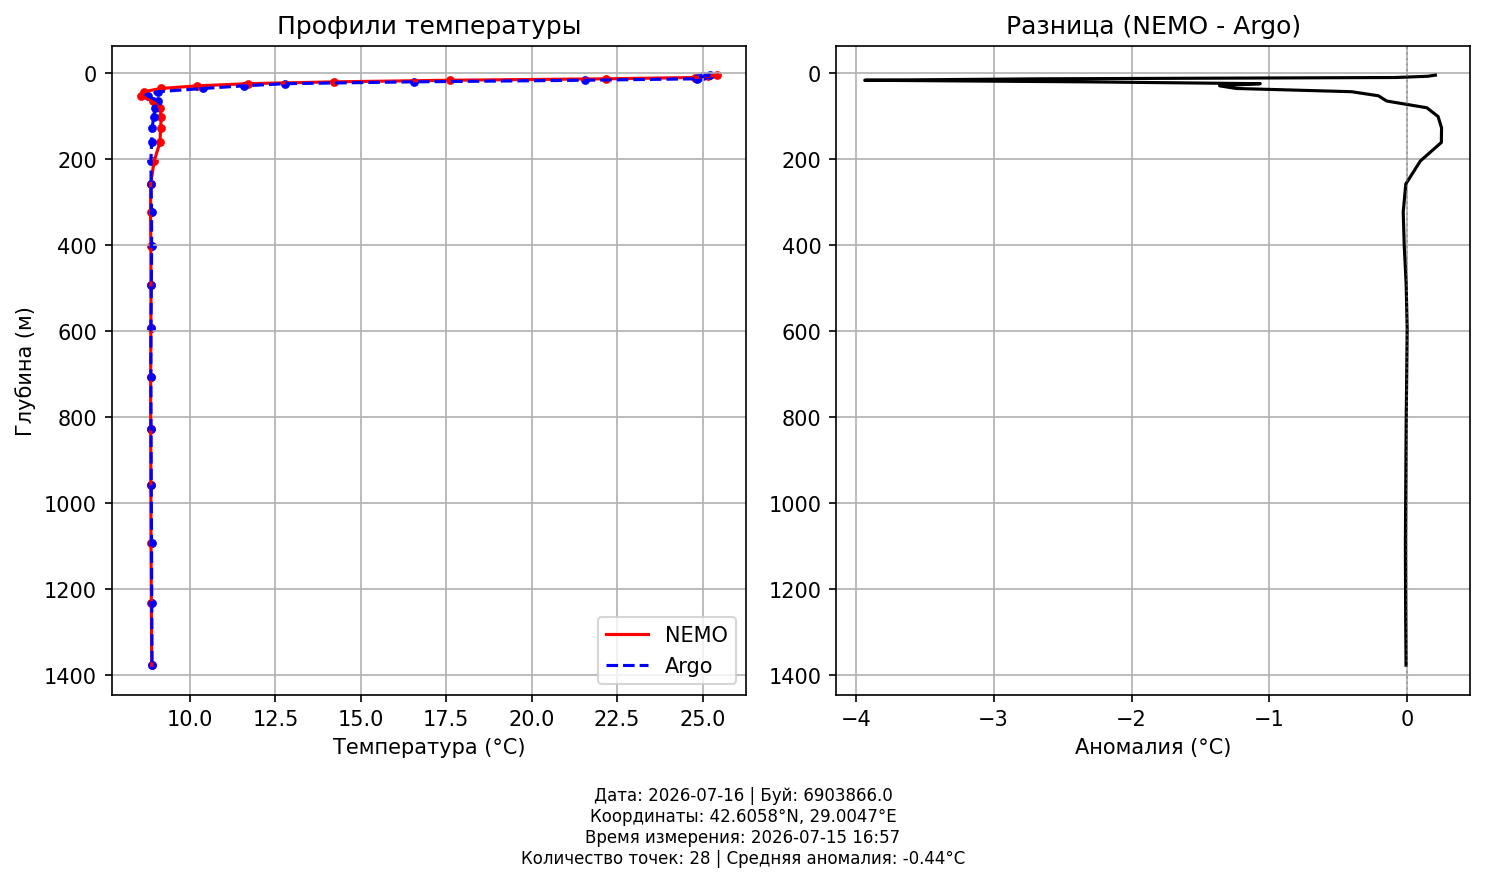 Профили температуры
Разница (NEMO - Argo)
Глубина (м)
0
200
400
600
800
1000
1200
1400
10.0
12.5
15.0
17.5
20.0
22.5
25.0
Температура (°C)
NEMO
Argo
0
200
400
600
800
1000
1200
1400
−4
−3
−2
−1
0
Аномалия (°C)
Дата: 2026-07-16 | Буй: 6903866.0
Координаты: 42.6058°N, 29.0047°E
Время измерения: 2026-07-15 16:57
Количество точек: 28 | Средняя аномалия: -0.44°C